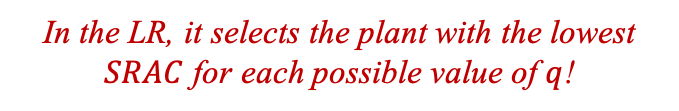 In the LR, it selects the plant with the lowest
SRAC for each possible value of q!